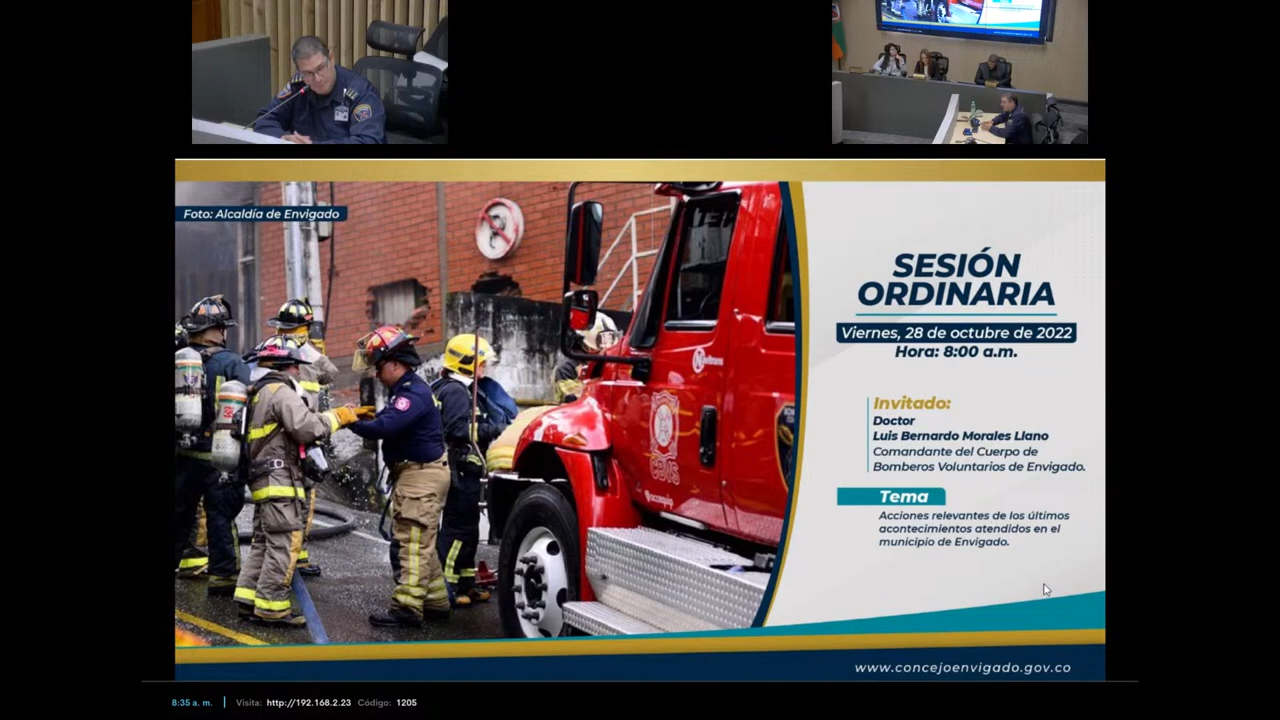 Foto: Alcaldía de Envigado
SESIÓN
ORDINARIA
Viernes, 28 de octubre de 2022
Hora: 8:00 a.m.
Invitado:
Doctor
Luis Bernardo Morales Llano
Comandante del Cuerpo de
Bomberos Voluntarios de Envigado.
Tema
Acciones relevantes de los últimos
acontecimientos atendidos en el
municipio de Envigado.
www.concejoenvigado.gov.co
8:35 a. m. | Visita: http://192.168.2.23 Código: 1205